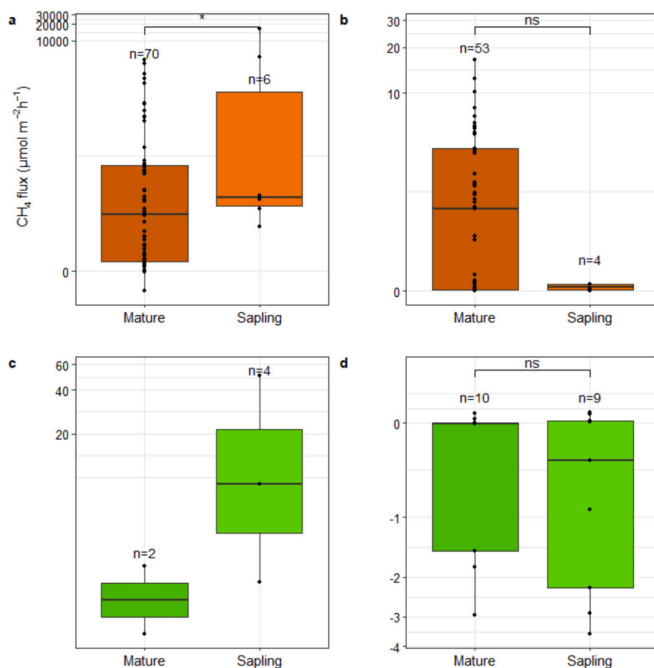 a
30000
20000
10000
0
CH₄ flux (µmol m⁻²h⁻¹)
*
n=70
n=6
Mature Sapling
b
30
20
10
0
ns
n=53
n=4
Mature Sapling
c
60
40
20
n=4
n=2
Mature Sapling
d
0
-1
-2
-3
-4
ns
n=10 n=9
Mature Sapling